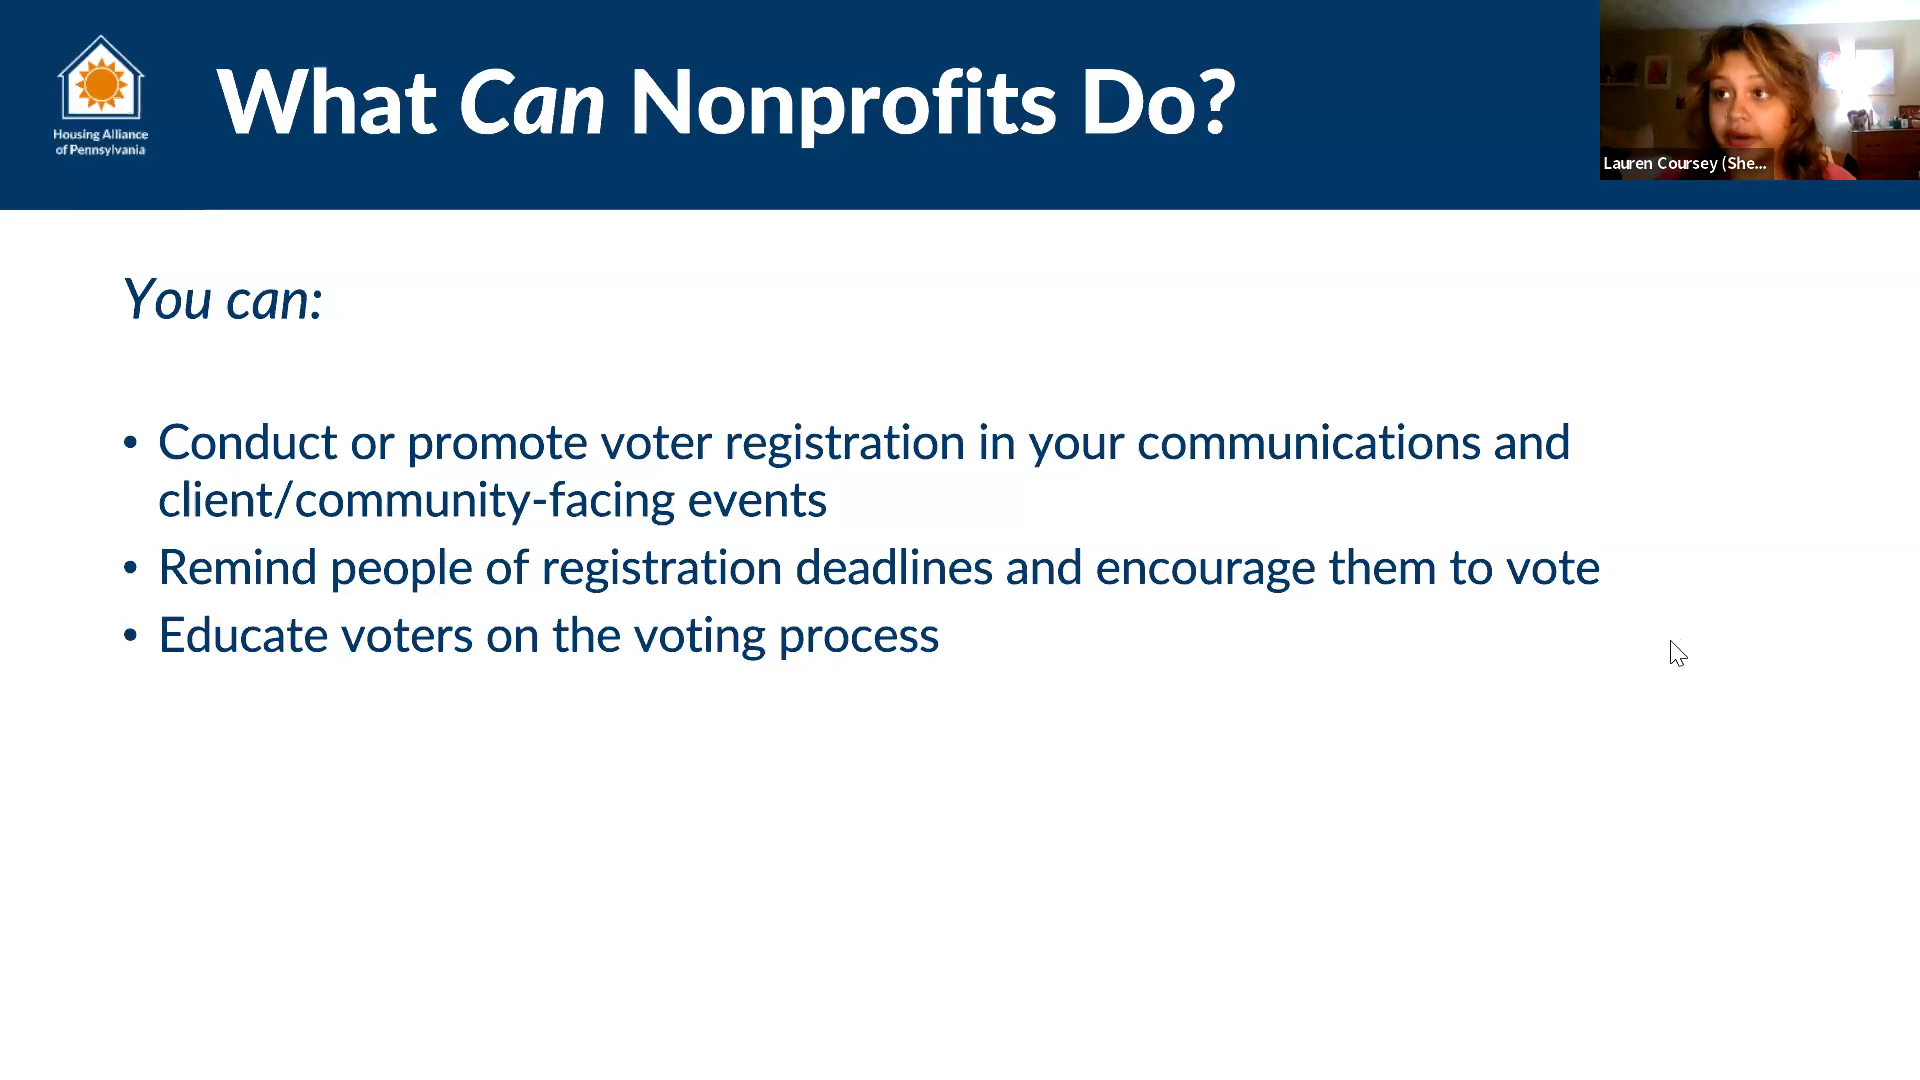 Housing Alliance
of Pennsylvania
What Can Nonprofits Do?
Lauren Coursey (She...
You can:
• Conduct or promote voter registration in your communications and
client/community-facing events
• Remind people of registration deadlines and encourage them to vote
• Educate voters on the voting process